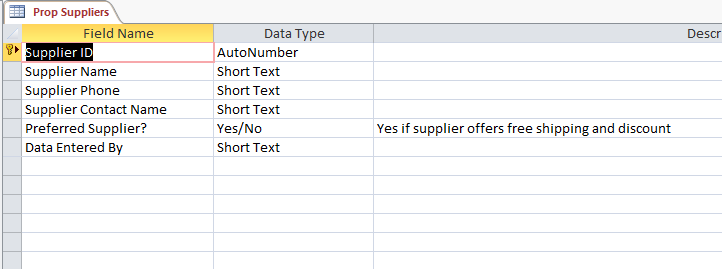 Prop Suppliers
Field Name Data Type Descr
Supplier ID AutoNumber
Supplier Name Short Text
Supplier Phone Short Text
Supplier Contact Name Short Text
Preferred Supplier? Yes/No Yes if supplier offers free shipping and discount
Data Entered By Short Text